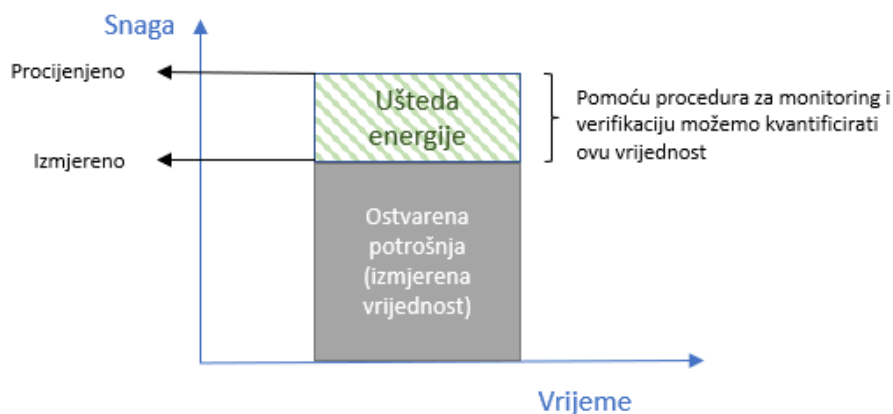 Snaga
Procijenjeno
Ušteda
energije
Pomoću procedura za monitoring i
verifikaciju možemo kvantificirati
ovu vrijednost
Izmjereno
Ostvarena
potrošnja
(izmjerena
vrijednost)
Vrijeme